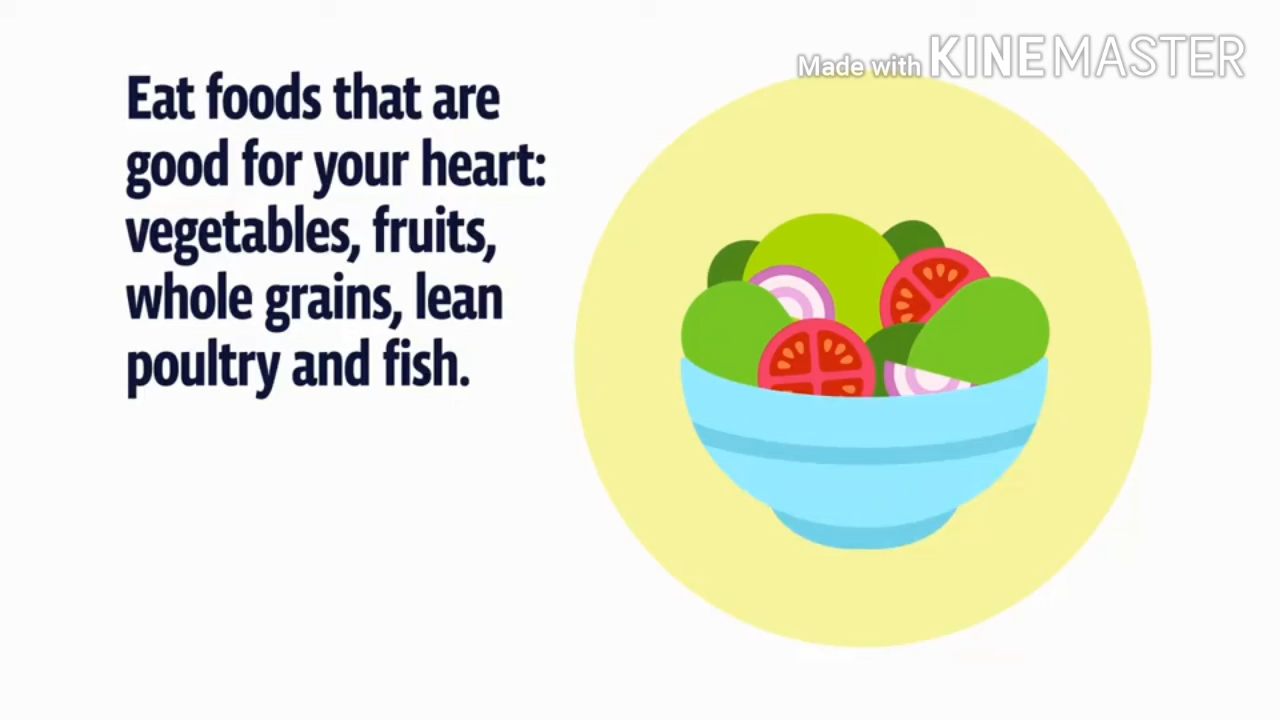 Made with KINEMASTER
Eat foods that are
good for your heart:
vegetables, fruits,
whole grains, lean
poultry and fish.